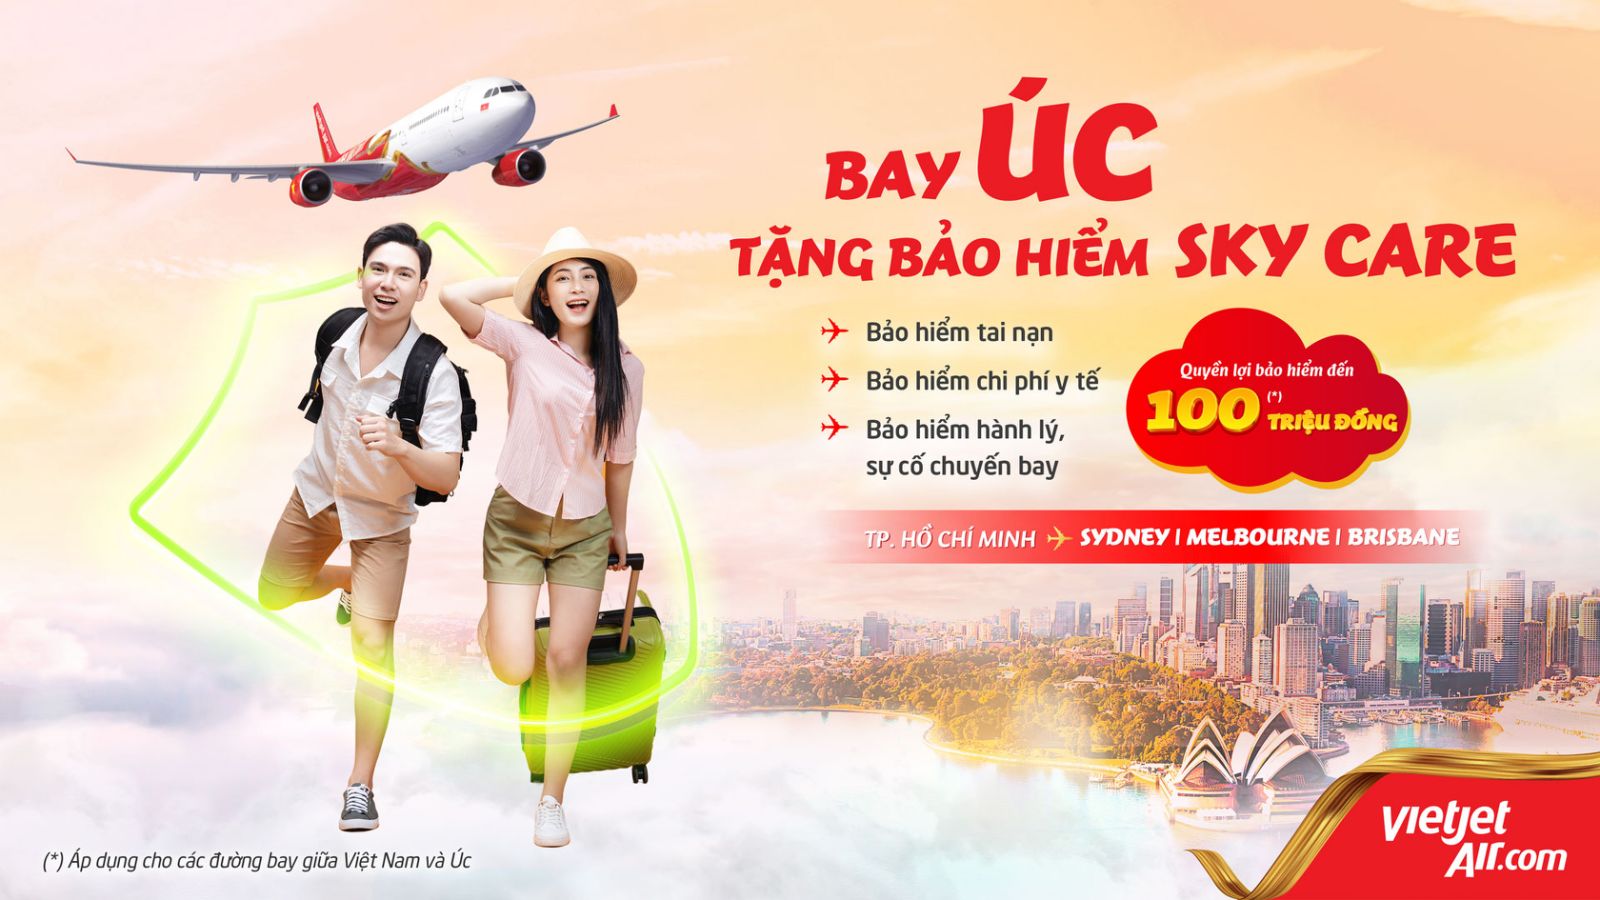 BAY ÚC
TẶNG BẢO HIỂM SKY CARE
Bảo hiểm tai nạn
Bảo hiểm chi phí y tế
Bảo hiểm hành lý,
sự cố chuyến bay
Quyền lợi bảo hiểm đến
100 (*) TRIỆU ĐỒNG
TP. HỒ CHÍ MINH SYDNEY | MELBOURNE | BRISBANE
(*) Áp dụng cho các đường bay giữa Việt Nam và Úc
vietjet
Air.com